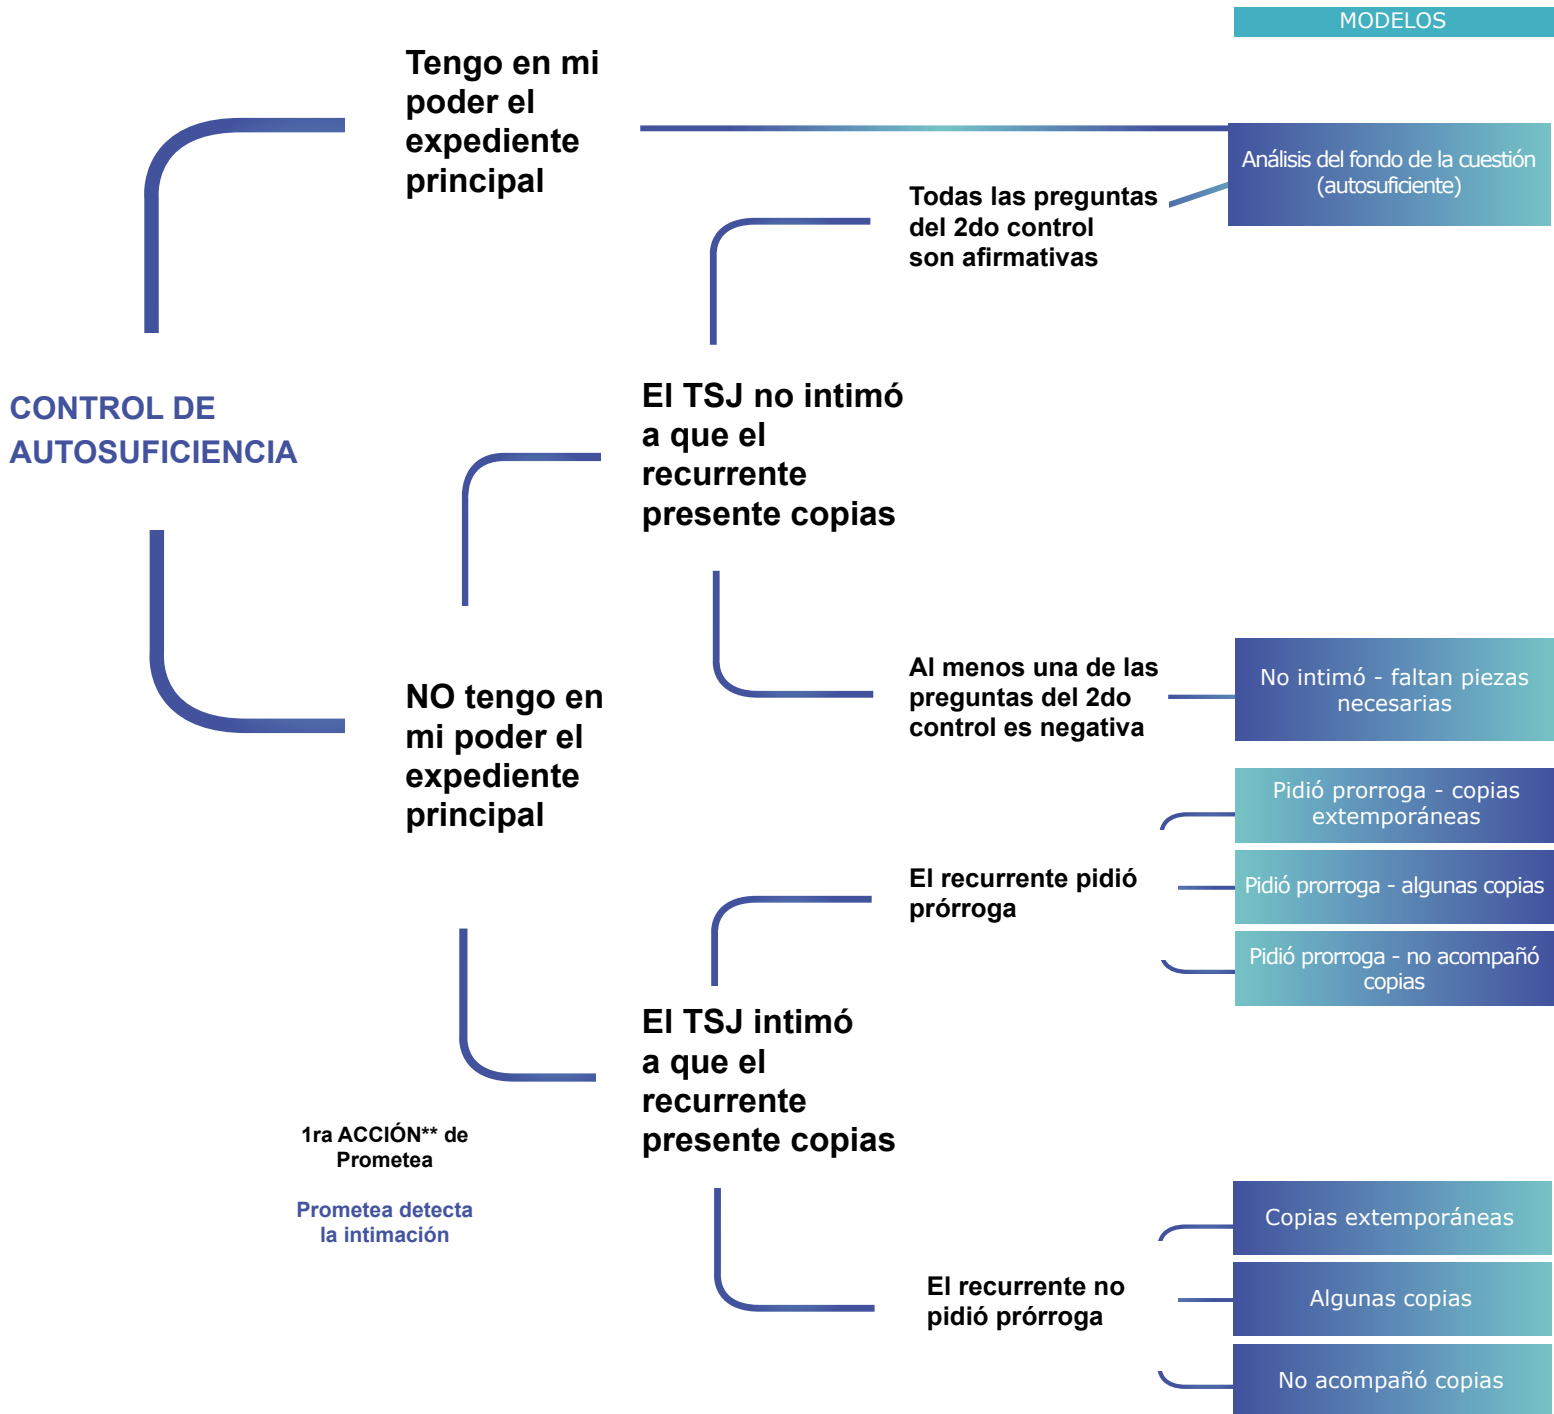 MODELOS
Tengo en mi
poder el
expediente
principal
Análisis del fondo de la cuestión
(autosuficiente)
Todas las preguntas
del 2do control
son afirmativas
CONTROL DE
AUTOSUFICIENCIA
El TSJ no intimó
a que el
recurrente
presente copias
Al menos una de las
preguntas del 2do
control es negativa
No intimó - faltan piezas
necesarias
NO tengo en
mi poder el
expediente
principal
Pidió prorroga - copias
extemporáneas
El recurrente pidió
prórroga
Pidió prorroga - algunas copias
Pidió prorroga - no acompañó
copias
El TSJ intimó
a que el
recurrente
presente copias
1ra ACCIÓN** de
Prometea
Prometea detecta
la intimación
Copias extemporáneas
El recurrente no
pidió prórroga
Algunas copias
No acompañó copias